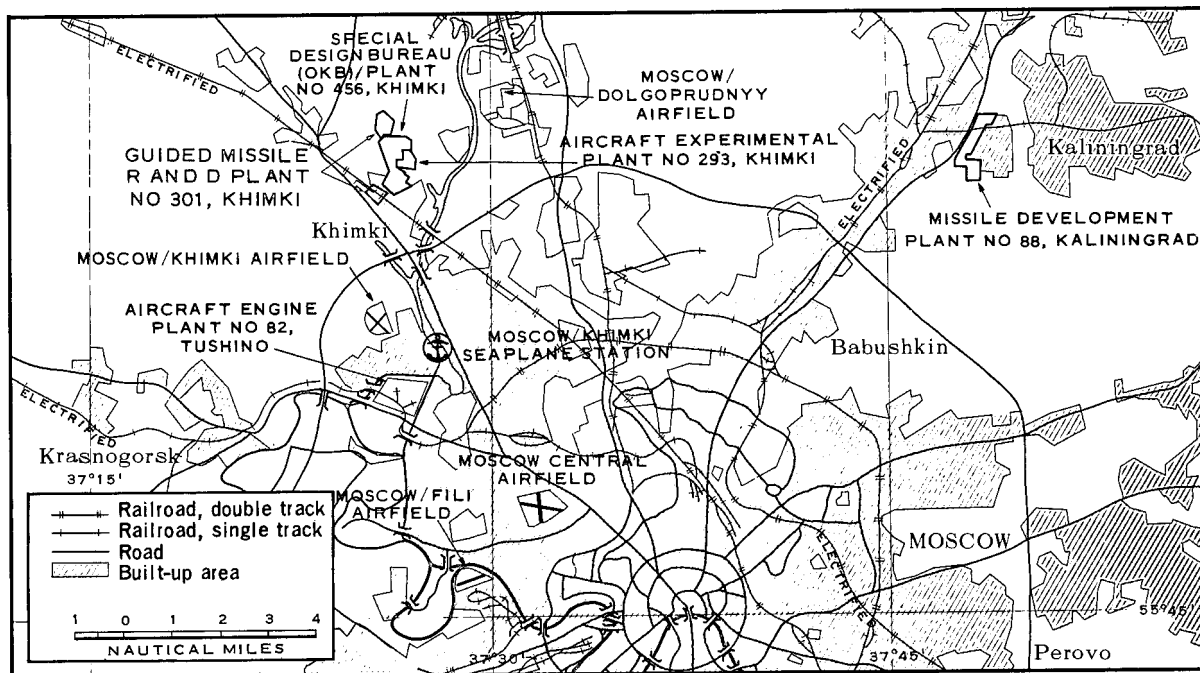 ELECTRIFIED
SPECIAL
DESIGN BUREAU
(OKB)/PLANT
NO 456, KHIMKI
MOSCOW/
DOLGOPRUDNYY
AIRFIELD
AIRCRAFT EXPERIMENTAL
PLANT NO 293, KHIMKI
GUIDED MISSILE
R AND D PLANT
NO 301, KHIMKI
ELECTRIFIED
Kaliningrad
MISSILE DEVELOPMENT
PLANT NO 88, KALININGRAD
Khimki
MOSCOW/KHIMKI AIRFIELD
AIRCRAFT ENGINE
PLANT NO 82,
TUSHINO
MOSCOW/KHIMKI
SEAPLANE STATION
Babushkin
ELECTRIFIED
Krasnogorsk
37°15'
MOSCOW CENTRAL
AIRFIELD
MOSCOW/FILI
AIRFIELD
ELECTRIFIED
MOSCOW
Railroad, double track
Railroad, single track
Road
Built-up area
1 0 1 2 3 4
NAUTICAL MILES
37°30'
37°45'
55°45'
Perovo